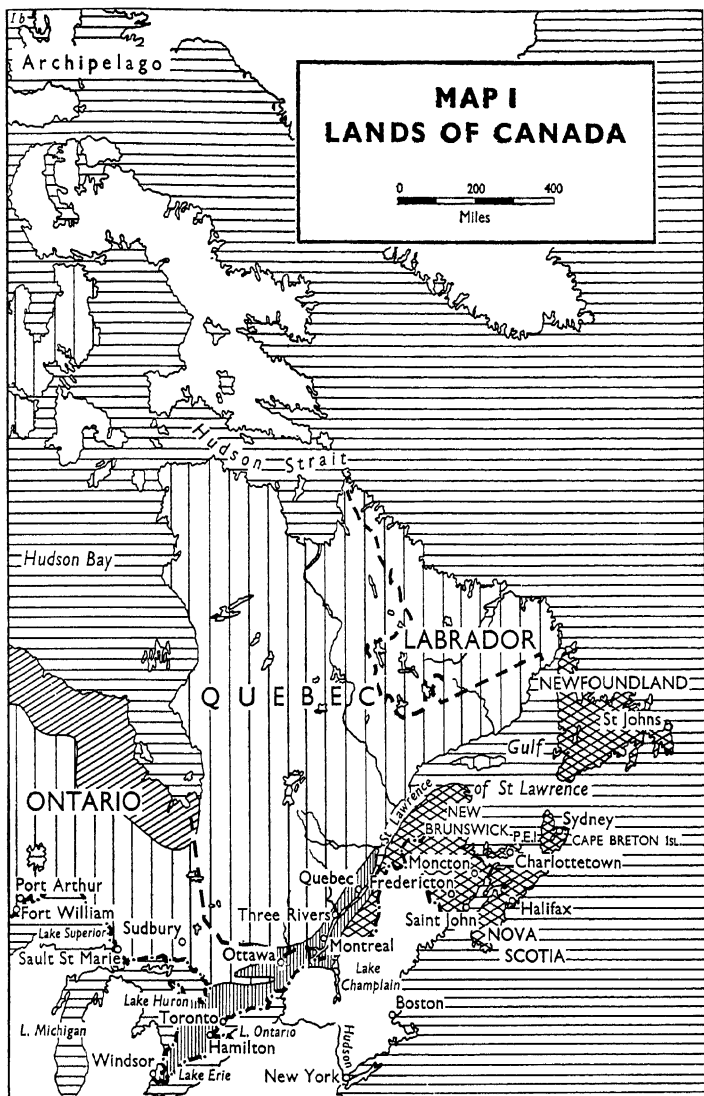 Ib
Archipelago
MAP I
LANDS OF CANADA
0 200 400
Miles
Hudson Strait
Hudson Bay
LABRADOR
QUEBEC
NEWFOUNDLAND
St Johns
Gulf
of St Lawrence
St Lawrence
ONTARIO
NEW
BRUNSWICK
P.E.I.
Sydney
CAPE BRETON Isl.
Moncton
Charlottetown
Quebec
Fredericton
Port Arthur
Fort William
Three Rivers
Saint John
Halifax
Lake Superior
Sudbury
Sault St Marie
Ottawa
Montreal
NOVA
SCOTIA
Lake
Champlain
Lake Huron
Toronto
Boston
L. Michigan
L. Ontario
Hamilton
Hudson
Windsor
Lake Erie
New York